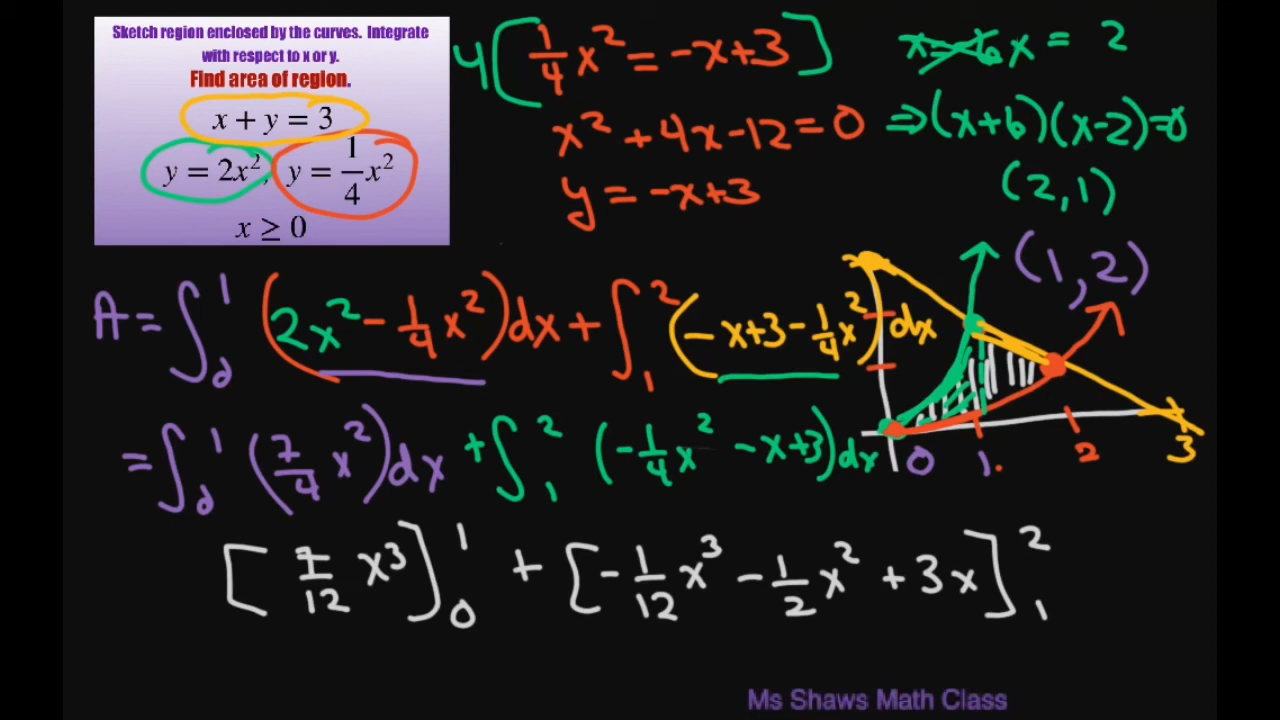 Sketch region enclosed by the curves. Integrate
with respect to x or y.
Find area of region.
x + y = 3
y = 2x², y = 1/4 x²
x ≥ 0
4[1/4 x² = -x+3]
x² + 4x - 12 = 0
y = -x+3
x = -6 x = 2
⇒(x+6)(x-2)=0
(2,1)
(1,2)
A = ∫₀¹ (2x² - 1/4 x²)dx + ∫₁² (-x+3 - 1/4 x²)dx
= ∫₀¹ (7/4 x²)dx + ∫₁² (-1/4 x² - x+3)dx
0 1. 2 3
[7/12 x³]₀¹ + [-1/12 x³ - 1/2 x² + 3x]₁²
Ms Shaws Math Class